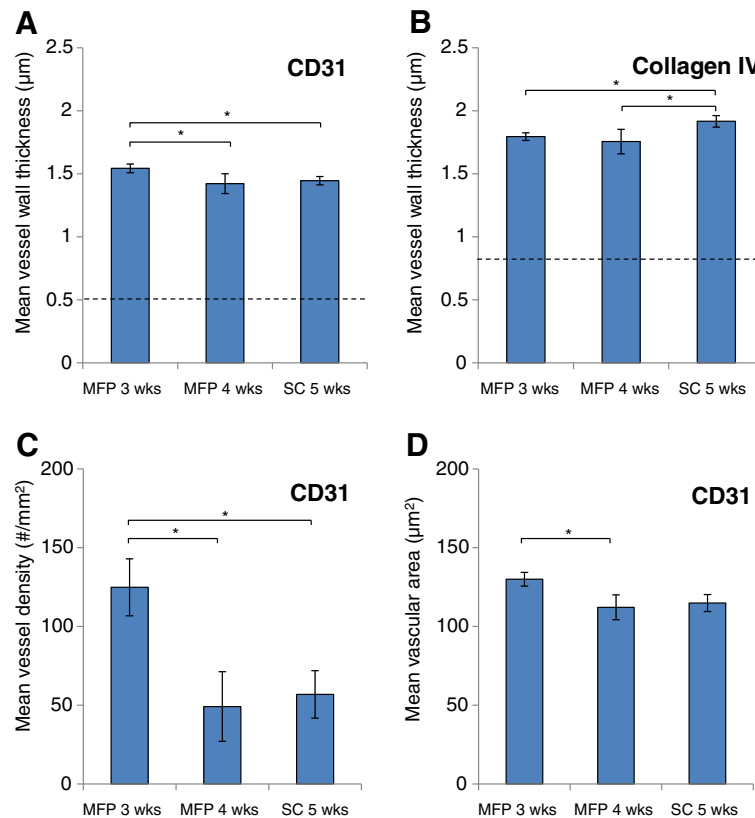 A
CD31
Mean vessel wall thickness (µm)
2.5
2
1.5
1
0.5
0
*
*
MFP 3 wks MFP 4 wks SC 5 wks
B
Collagen IV
Mean vessel wall thickness (µm)
2.5
2
1.5
1
0.5
0
*
*
MFP 3 wks MFP 4 wks SC 5 wks
C
CD31
Mean vessel density (#/mm²)
200
150
100
50
0
*
*
MFP 3 wks MFP 4 wks SC 5 wks
D
CD31
Mean vascular area (µm²)
200
150
100
50
0
*
MFP 3 wks MFP 4 wks SC 5 wks